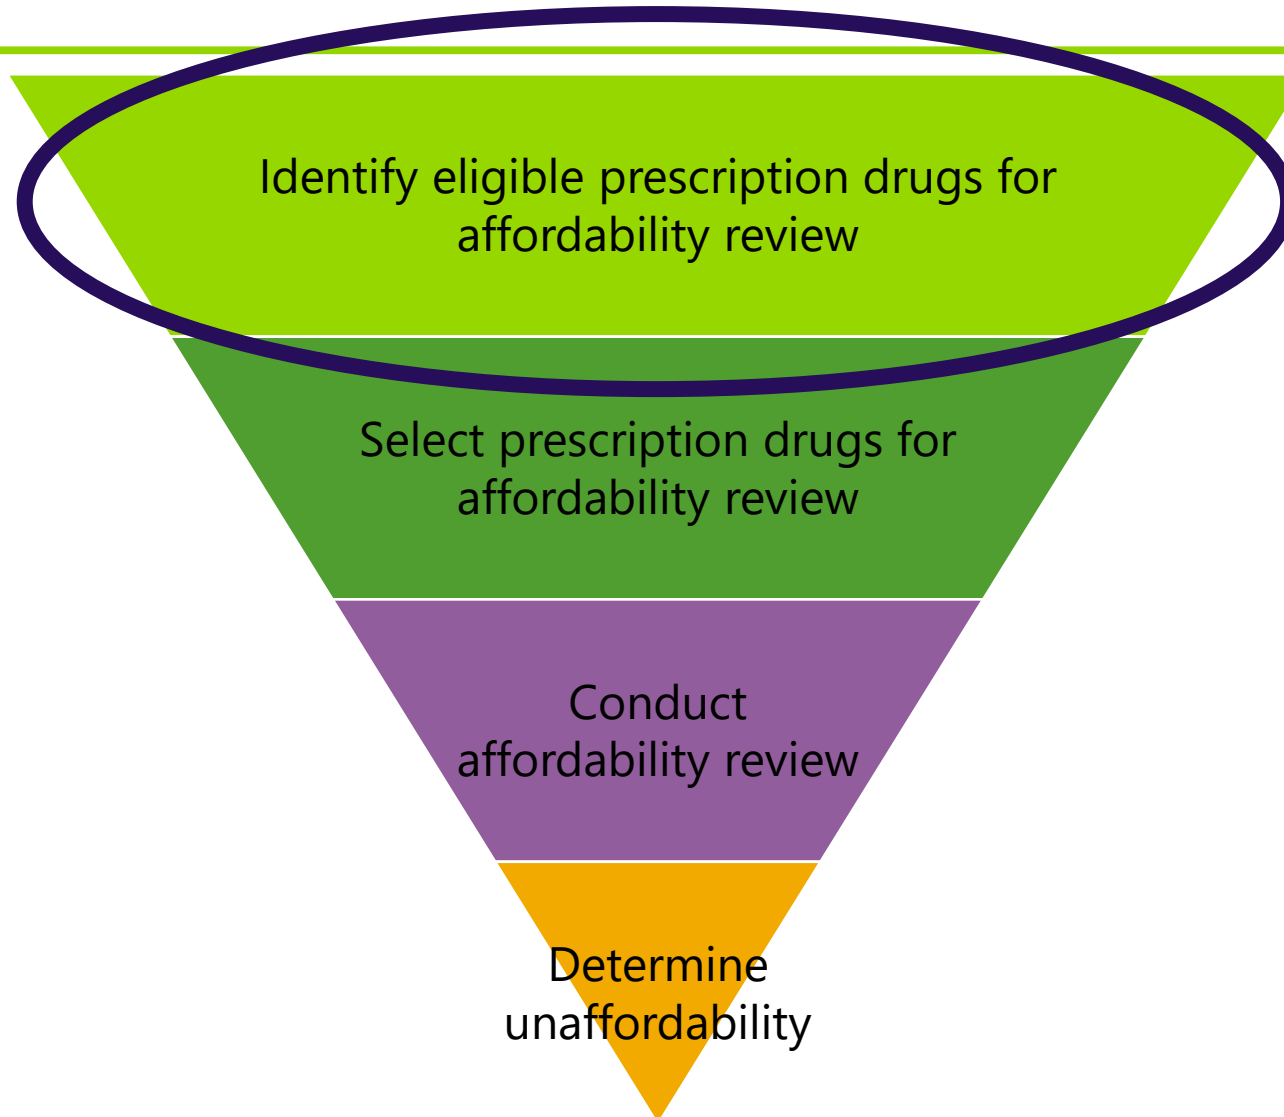 Identify eligible prescription drugs for
affordability review
Select prescription drugs for
affordability review
Conduct
affordability review
Determine
unaffordability